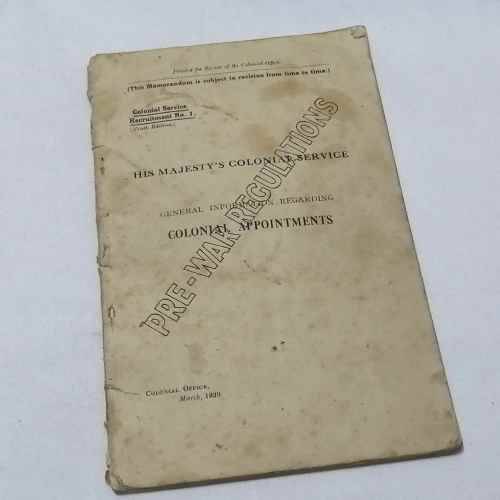 Printed for the use of the Colonial Office.
(This Memorandum is subject to revision from time to time.)
Colonial Service
Recruitment No. 1.
Edition.)
HIS MAJESTY'S COLONIAL SERVICE
GENERAL INFORMATION REGARDING
COLONIAL APPOINTMENTS
PRE-WAR REGULATIONS
COLONIAL OFFICE,
March, 1939